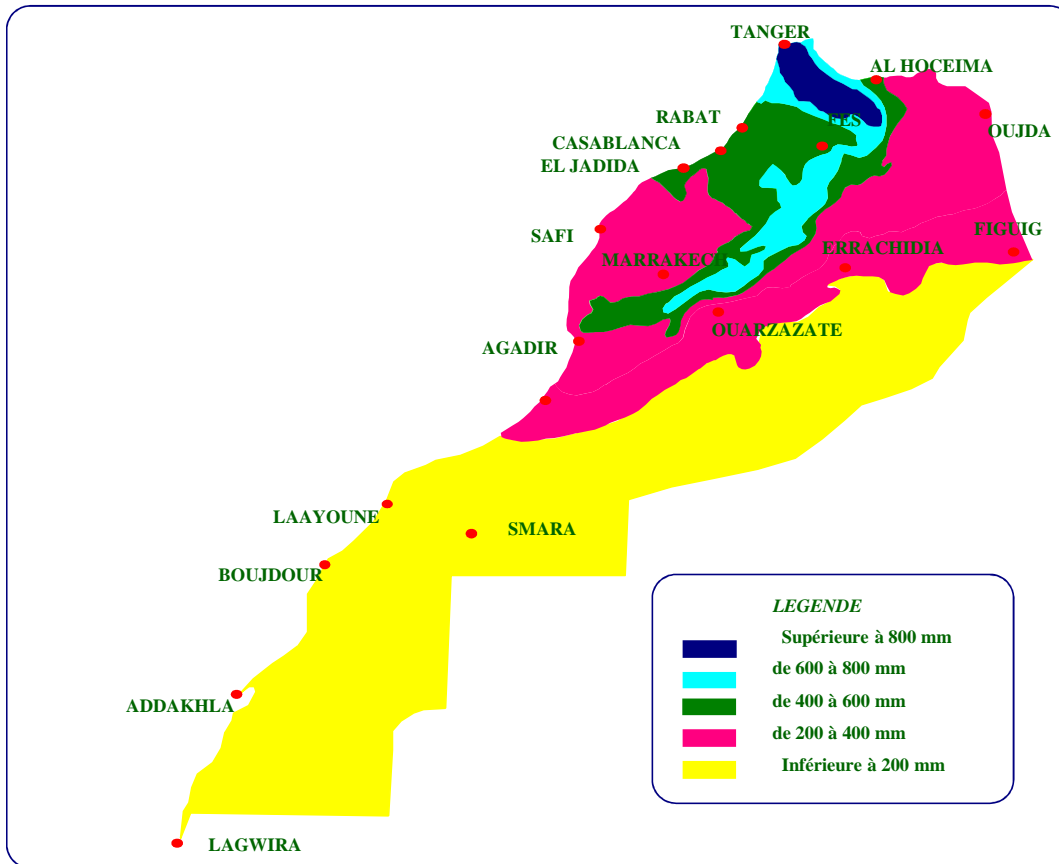 TANGER
AL HOCEIMA
RABAT
FES
OUJDA
CASABLANCA
EL JADIDA
SAFI
FIGUIG
ERRACHIDIA
MARRAKECH
OUARZAZATE
AGADIR
LAAYOUNE
SMARA
BOUJDOUR
ADDAKHLA
LAGWIRA
LEGENDE
Supérieure à 800 mm
de 600 à 800 mm
de 400 à 600 mm
de 200 à 400 mm
Inférieure à 200 mm